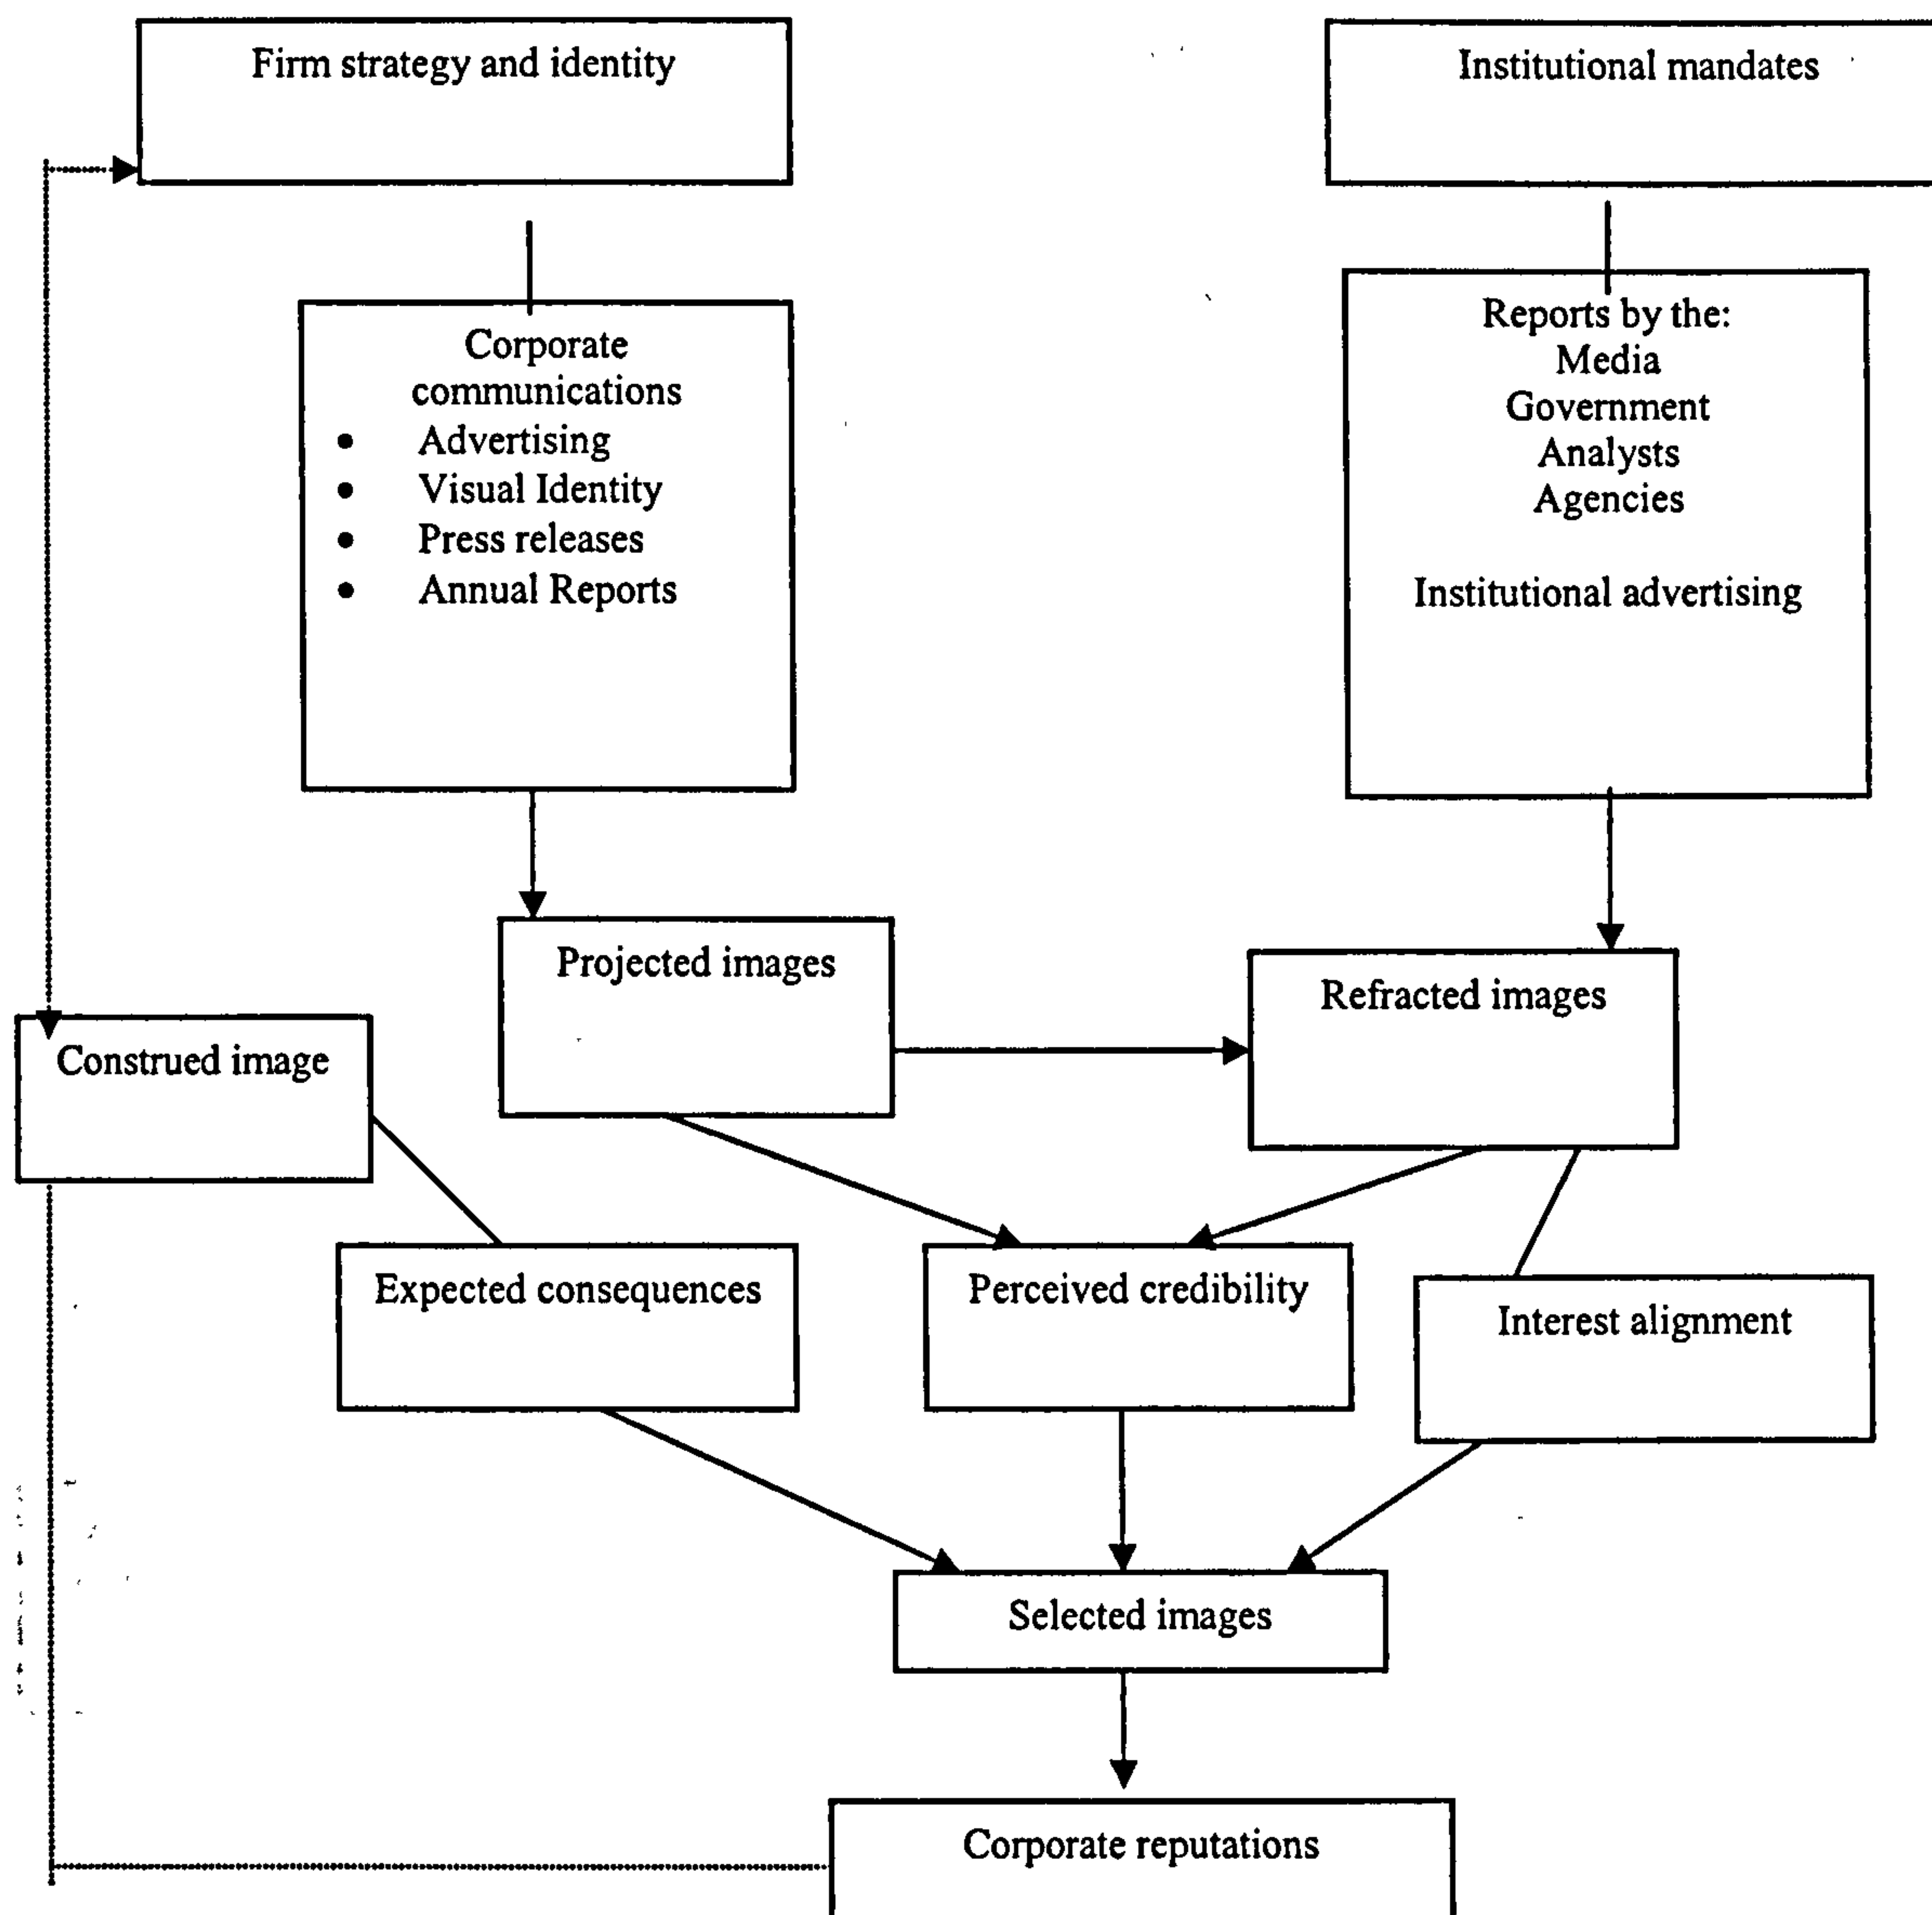 Firm strategy and identity
Institutional mandates
Corporate
communications
• Advertising
• Visual Identity
• Press releases
• Annual Reports
Reports by the:
Media
Government
Analysts
Agencies
Institutional advertising
Projected images
Refracted images
Construed image
Expected consequences
Perceived credibility
Interest alignment
Selected images
Corporate reputations